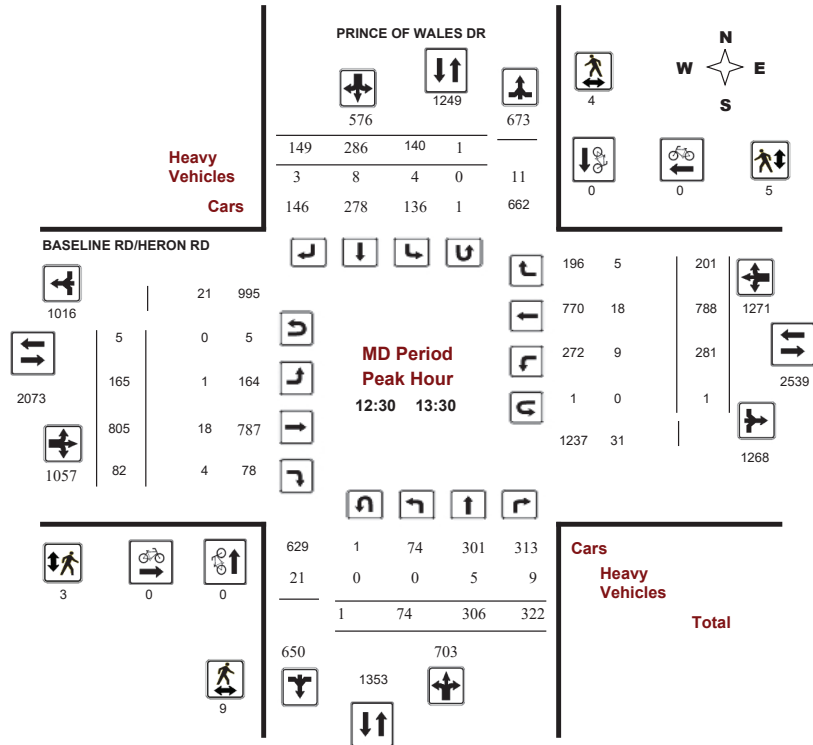 PRINCE OF WALES DR
N
W E
S
1249
4
576 673
149 286 140 1
Heavy
Vehicles
3 8 4 0 11
0 0 5
Cars
146 278 136 1 662
BASELINE RD/HERON RD
196 5 201
1016
21 995
770 18 788 1271
5 0 5
MD Period
Peak Hour
12:30 13:30
272 9 281
2073
165 1 164
2539
1 0 1
805 18 787
1237 31
1268
1057
82 4 78
629 1 74 301 313
Cars
21 0 0 5 9
Heavy
Vehicles
3 0 0
1 74 306 322
Total
650 703
1353
9